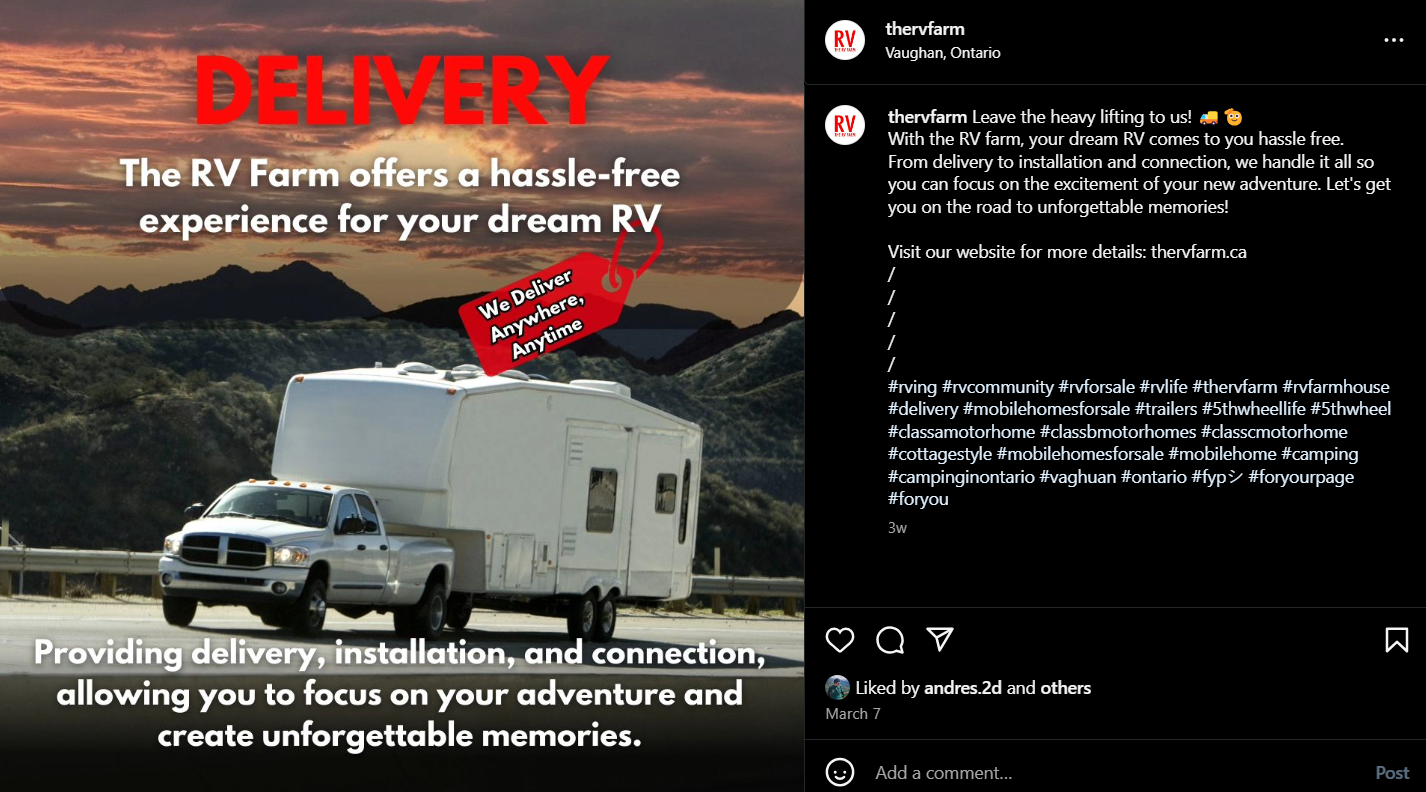 DELIVERY
The RV Farm offers a hassle-free
experience for your dream RV
We Deliver
Anywhere,
Anytime
Providing delivery, installation, and connection,
allowing you to focus on your adventure and
create unforgettable memories.
RV
THE RV FARM
thervfarm
Vaughan, Ontario
RV
THE RV FARM
thervfarm Leave the heavy lifting to us! 🚚 🫡
With the RV farm, your dream RV comes to you hassle free.
From delivery to installation and connection, we handle it all so
you can focus on the excitement of your new adventure. Let's get
you on the road to unforgettable memories!
Visit our website for more details: thervfarm.ca
/
/
/
/
/
#rving #rvcommunity #rvforsale #rvlife #thervfarm #rvfarmhouse
#delivery #mobilehomesforsale #trailers #5thwheellife #5thwheel
#classamotorhome #classbmotorhomes #classcmotorhome
#cottagestyle #mobilehomesforsale #mobilehome #camping
#campinginontario #vaghuan #ontario #fypシ #foryourpage
#foryou
3w
Liked by andres.2d and others
March 7
Add a comment...
Post